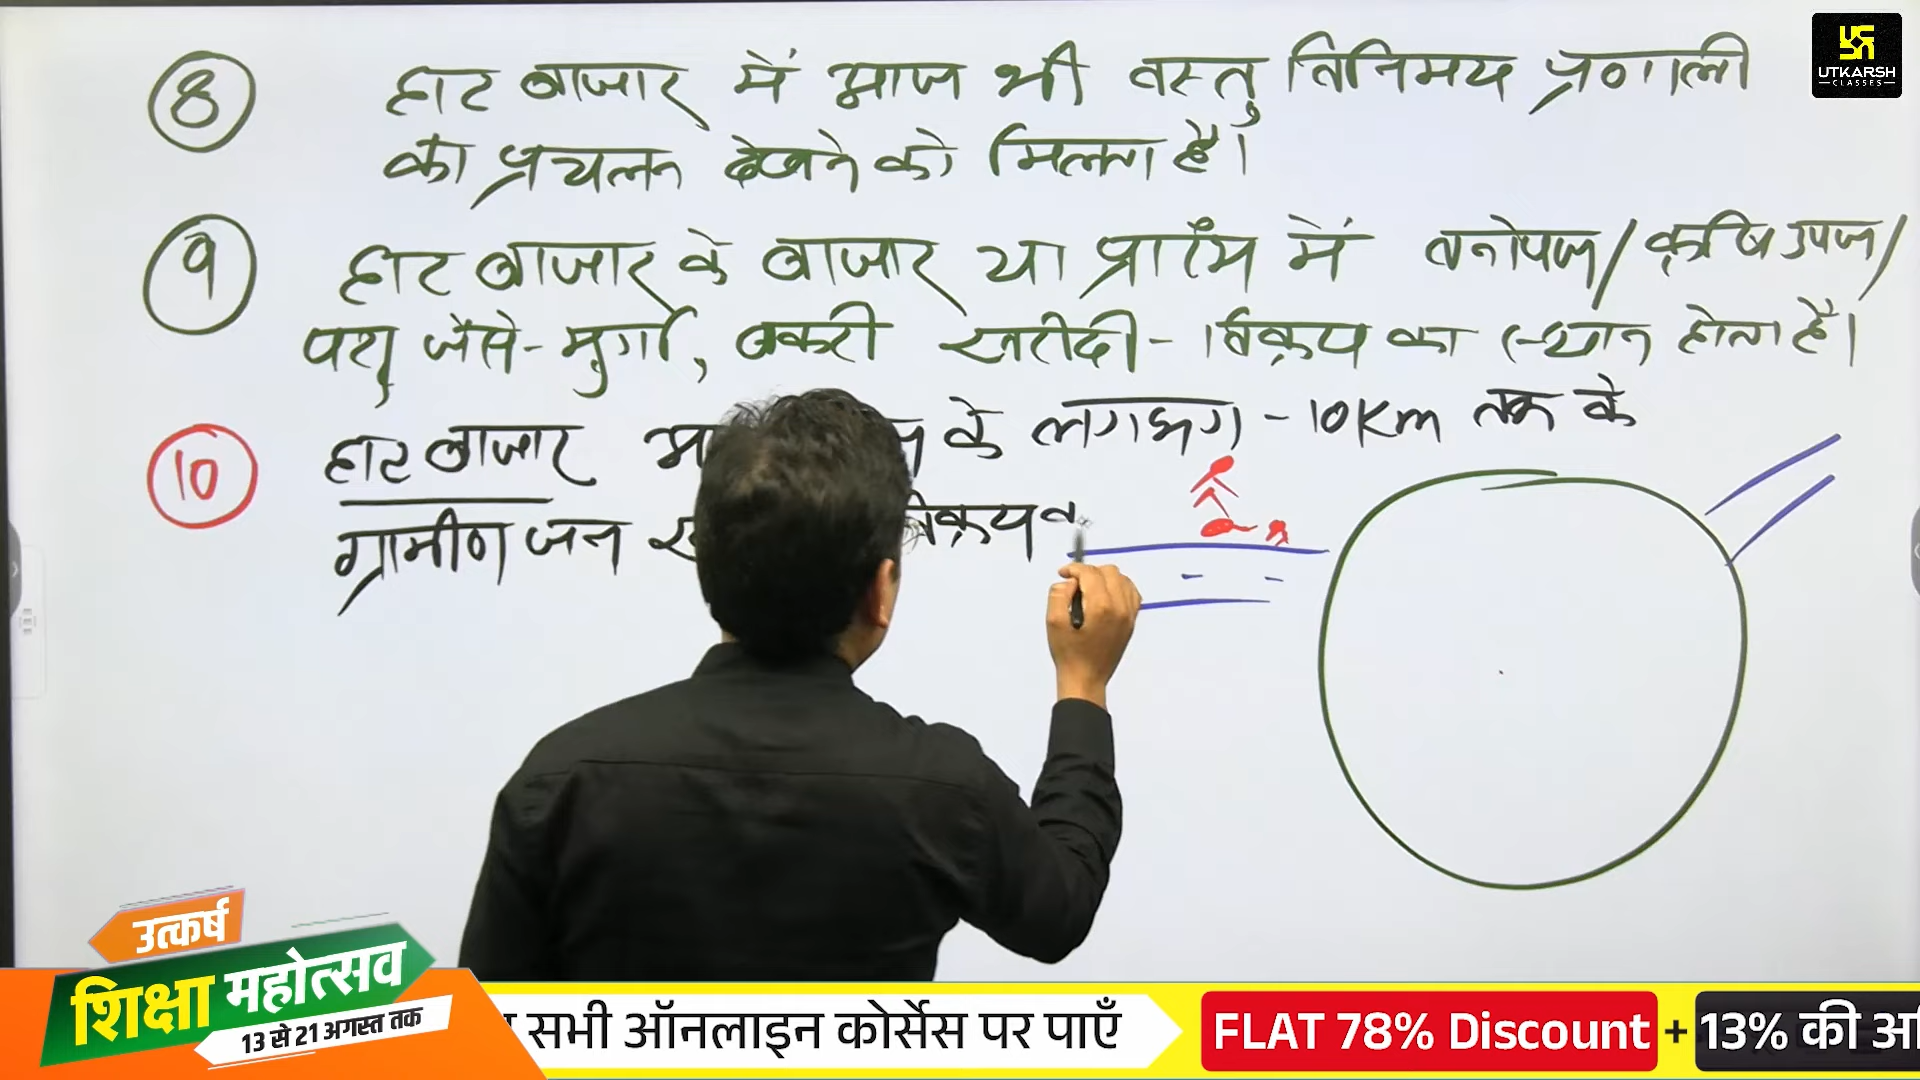 UTKARSH
CLASSES
8 हाट बाजार में आज भी वस्तु विनिमय प्रणाली
का प्रचलन देखने को मिलता है।
9 हाट बाजार के बाजार या प्रारंभ में वनोपज/कृषि उपज/
पशु जैसे-मुर्गा, बकरी खरीदी-विक्रय का स्थान होता है।
10 हाट बाजार के लगभग-10km तक के
ग्रामीण जन विक्रय
उत्कर्ष
शिक्षा महोत्सव
13 से 21 अगस्त तक
सभी ऑनलाइन कोर्सेस पर पाएँ FLAT 78% Discount + 13% की